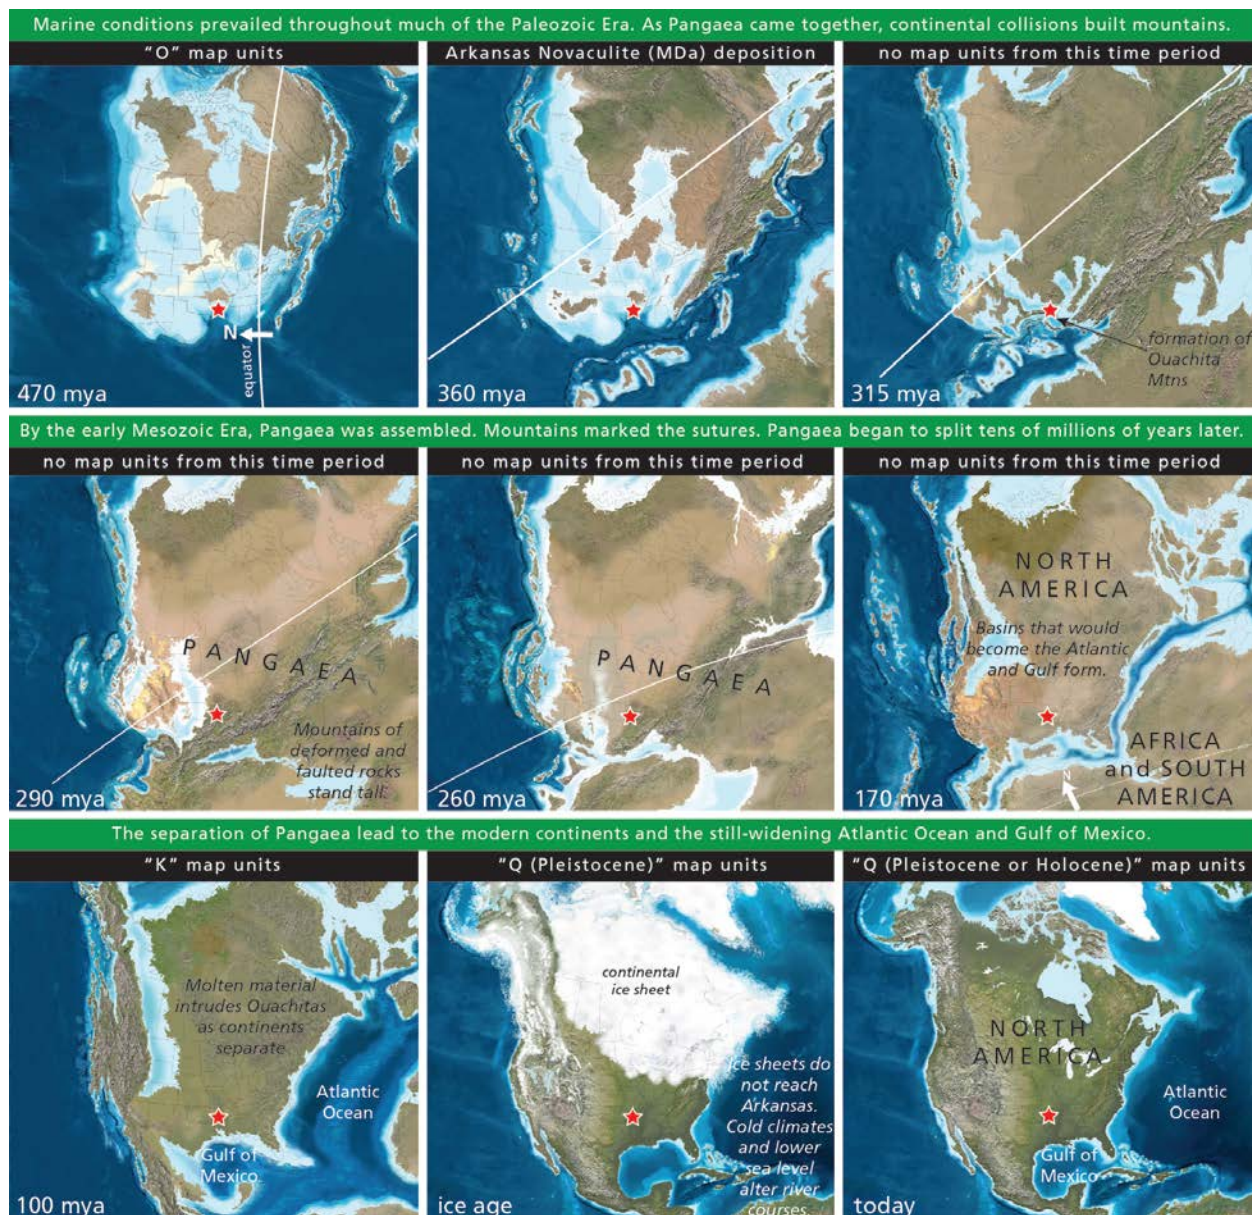 Marine conditions prevailed throughout much of the Paleozoic Era. As Pangaea came together, continental collisions built mountains.
"O" map units
N
equator
470 mya
Arkansas Novaculite (MDa) deposition
360 mya
no map units from this time period
formation of
Ouachita
Mtns
315 mya
By the early Mesozoic Era, Pangaea was assembled. Mountains marked the sutures. Pangaea began to split tens of millions of years later.
no map units from this time period
PANGAEA
Mountains of
deformed and
faulted rocks
stand tall.
290 mya
no map units from this time period
PANGAEA
260 mya
no map units from this time period
NORTH
AMERICA
Basins that would
become the Atlantic
and Gulf form.
AFRICA
and SOUTH
AMERICA
N
170 mya
The separation of Pangaea lead to the modern continents and the still-widening Atlantic Ocean and Gulf of Mexico.
"K" map units
Molten material
intrudes Ouachitas
as continents
separate
Atlantic
Ocean
Gulf of
Mexico
100 mya
"Q (Pleistocene)" map units
continental
ice sheet
Ice sheets do
not reach
Arkansas.
Cold climates
and lower
sea level
alter river
courses.
ice age
"Q (Pleistocene or Holocene)" map units
NORTH
AMERICA
Atlantic
Ocean
Gulf of
Mexico
today